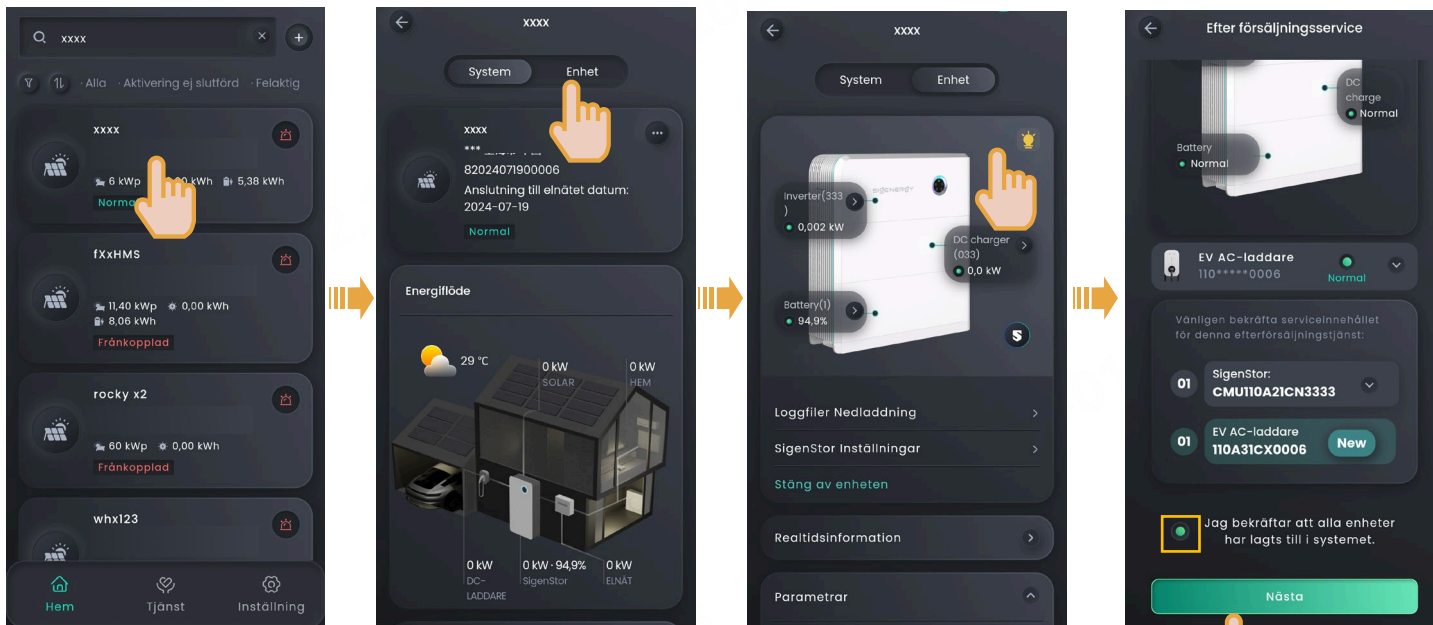 xxxx
· Alla · Aktivering ej slutförd · Felaktig
xxxx
6 kWp kWh 5,38 kWh
fXxHMS
11,40 kWp 0,00 kWh
8,06 kWh
Frånkopplad
rocky x2
60 kWp 0,00 kWh
Frånkopplad
whx123
Hem Tjänst Inställning
xxxx
System Enhet
xxxx
***
82024071900006
Anslutning till elnätet datum:
2024-07-19
Normal
Energiflöde
29 °C
0 kW
SOLAR
0 kW
HEM
0 kW
DC-
LADDARE
0 kW · 94,9%
SigenStor
0 kW
ELNÄT
xxxx
System Enhet
SIGENERGY
Inverter(333
)
0,002 kW
DC charger
(033)
0,0 kW
Battery(1)
94,9%
Loggfiler Nedladdning
SigenStor Inställningar
Stäng av enheten
Realtidsinformation
Parametrar
Efter försäljningsservice
DC
charge
Normal
Battery
Normal
EV AC-laddare
110*****0006
Normal
Vänligen bekräfta serviceinnehållet
för denna efterförsäljningstjänst:
01
SigenStor:
CMU110A21CN3333
01
EV AC-laddare
110A31CX0006
New
Jag bekräftar att alla enheter
har lagts till i systemet.
Nästa